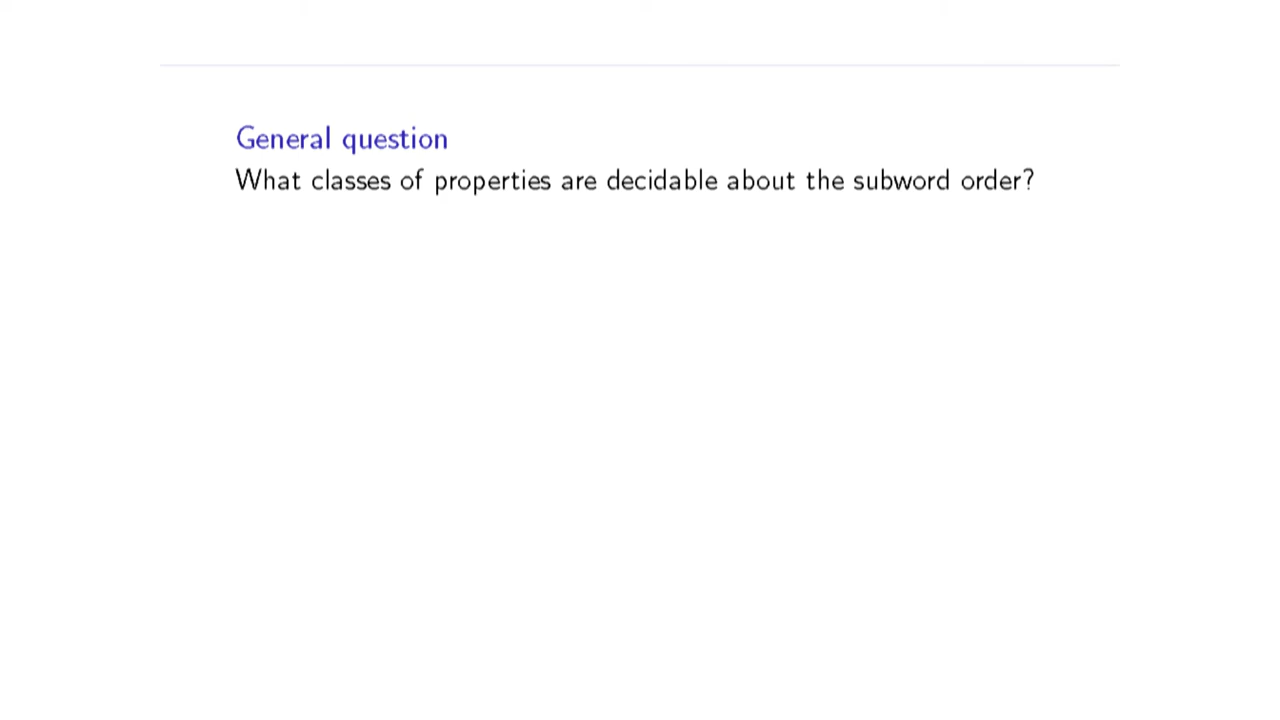 General question
What classes of properties are decidable about the subword order?